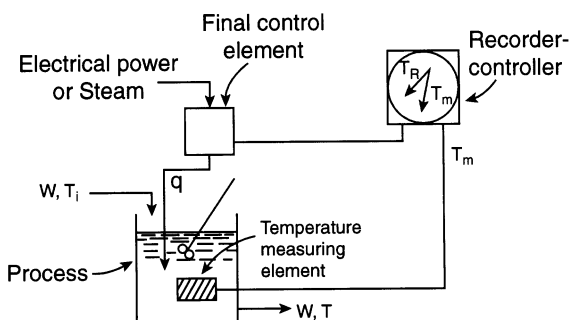 Final control
element
Electrical power
or Steam
Recorder-
controller
T_R
T_m
T_m
q
W, T_i
Temperature
measuring
element
Process
W, T